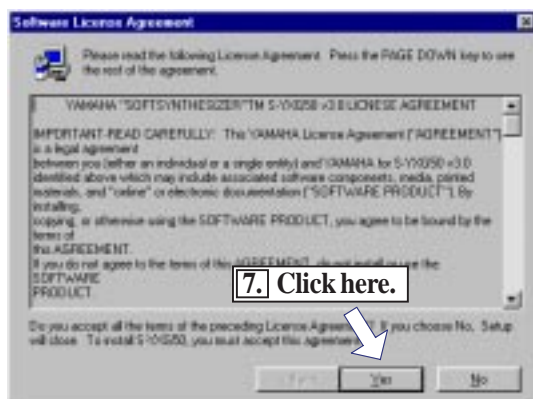 Software License Agreement
Please read the following License Agreement. Press the PAGE DOWN key to see
the rest of the agreement.
YAMAHA "SOFTSYNTHESIZER"TM S-YXG50 v3.0 LICNESE AGREEMENT
IMPORTANT-READ CAREFULLY: This YAMAHA License Agreement ("AGREEMENT")
is a legal agreement
between you (either an individual or a single entity) and YAMAHA for S-YXG50 v3.0
identified above which may include associated software components, media, printed
materials, and "online" or electronic documentation ("SOFTWARE PRODUCT"). By
installing,
copying, or otherwise using the SOFTWARE PRODUCT, you agree to be bound by the
terms of
this AGREEMENT.
If you do not agree to the terms of this AGREEMENT, do not install or use the
SOFTWARE
PRODUCT.
7. Click here.
Do you accept all the terms of the preceding License Agreement? If you choose No, Setup
will close. To install S-YXG50, you must accept this agreement.
Yes
No